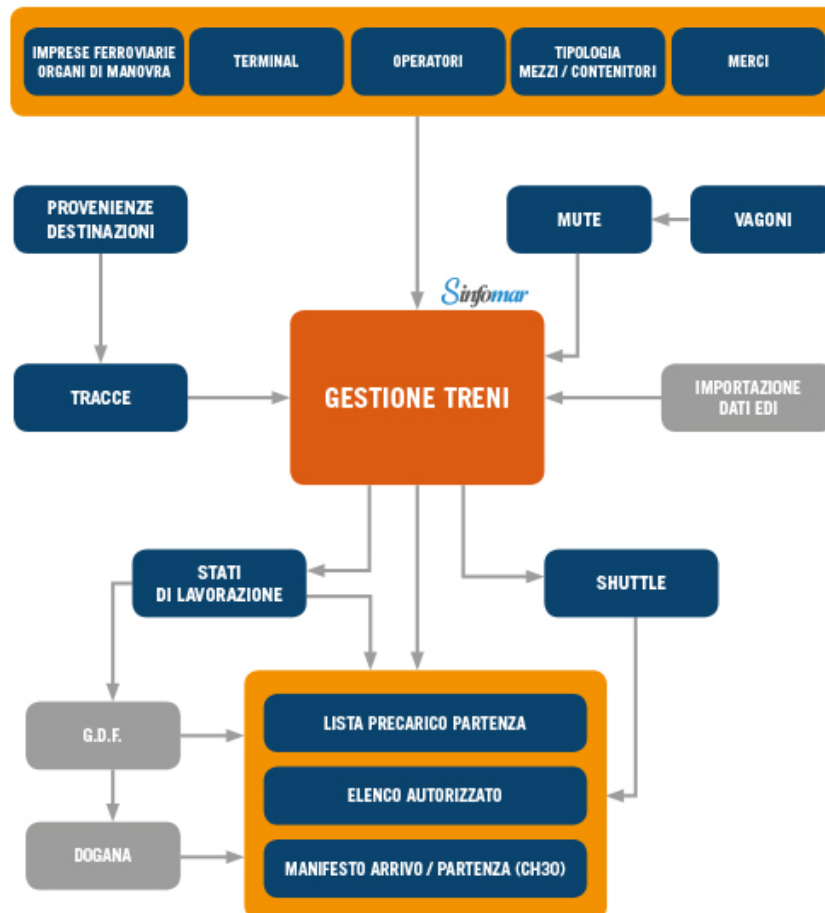 IMPRESE FERROVIARIE
ORGANI DI MANOVRA
TERMINAL
OPERATORI
TIPOLOGIA
MEZZI / CONTENITORI
MERCI
PROVENIENZE
DESTINAZIONI
MUTE
VAGONI
Sinfomar
TRACCE
GESTIONE TRENI
IMPORTAZIONE
DATI EDI
STATI
DI LAVORAZIONE
SHUTTLE
LISTA PRECARICO PARTENZA
G.D.F.
ELENCO AUTORIZZATO
DOGANA
MANIFESTO ARRIVO / PARTENZA (CH30)